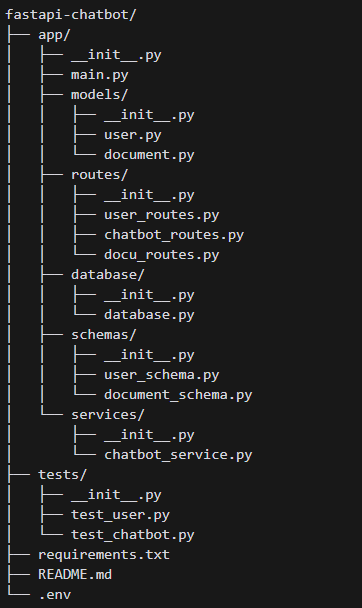 fastapi-chatbot/
├── app/
│   ├── __init__.py
│   ├── main.py
│   ├── models/
│   │   ├── __init__.py
│   │   ├── user.py
│   │   └── document.py
│   ├── routes/
│   │   ├── __init__.py
│   │   ├── user_routes.py
│   │   ├── chatbot_routes.py
│   │   └── docu_routes.py
│   ├── database/
│   │   ├── __init__.py
│   │   └── database.py
│   ├── schemas/
│   │   ├── __init__.py
│   │   ├── user_schema.py
│   │   └── document_schema.py
│   └── services/
│       ├── __init__.py
│       └── chatbot_service.py
├── tests/
│   ├── __init__.py
│   ├── test_user.py
│   └── test_chatbot.py
├── requirements.txt
├── README.md
└── .env